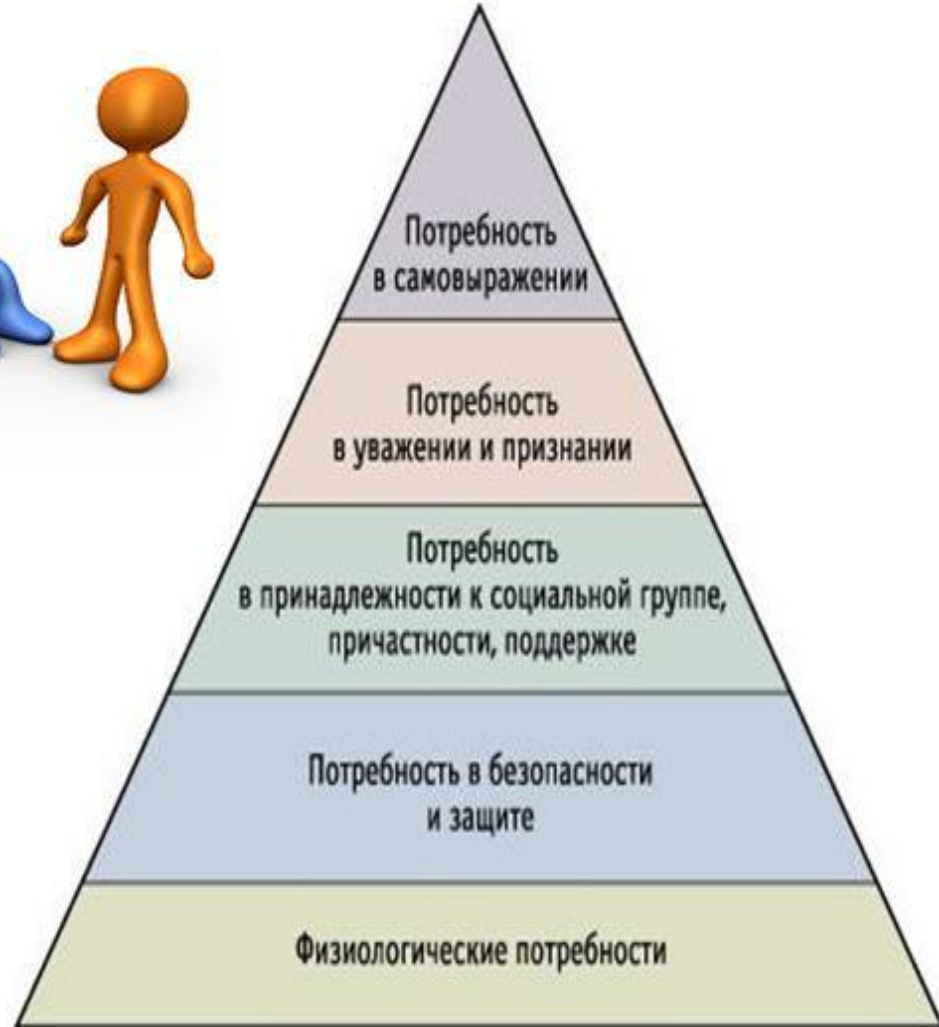 Потребность
в самовыражении
Потребность
в уважении и признании
Потребность
в принадлежности к социальной группе,
причастности, поддержке
Потребность в безопасности
и защите
Физиологические потребности